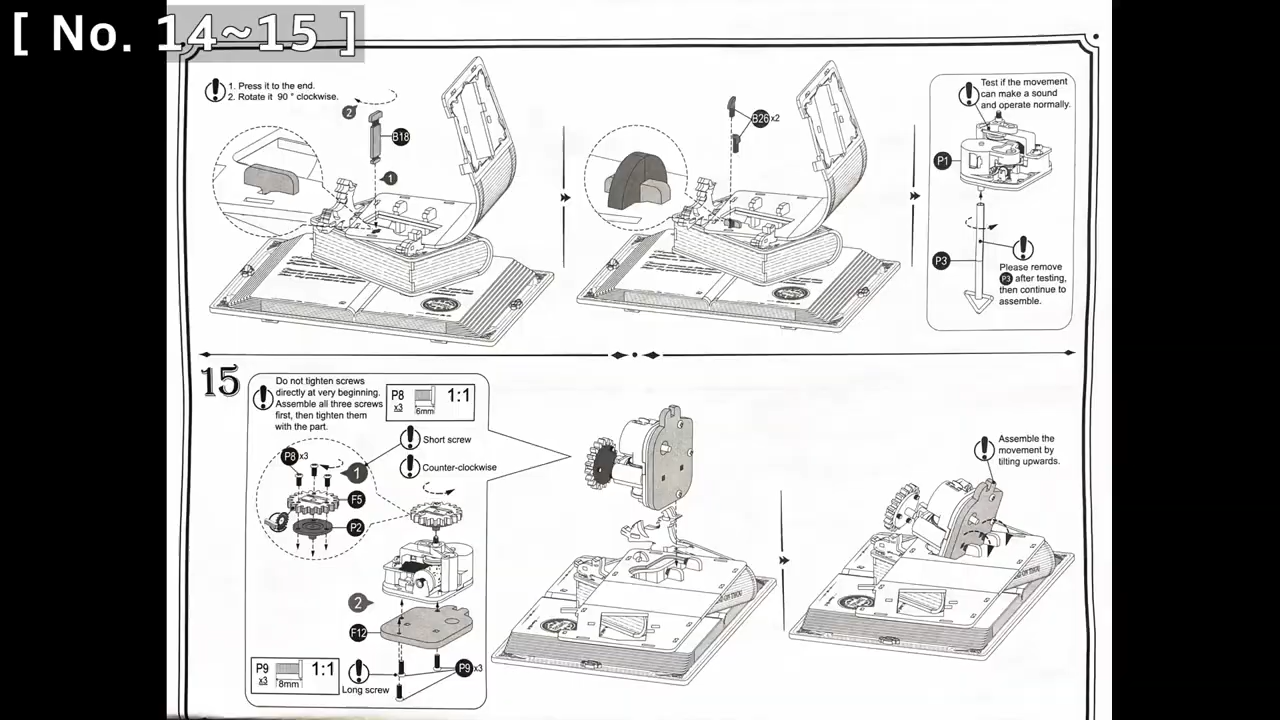 [ No. 14~15 ]
1. Press it to the end.
2. Rotate it 90 ° clockwise.
2
B18
1
B26 x2
Test if the movement
can make a sound
and operate normally.
P1
P3
Please remove
P3 after testing,
then continue to
assemble.
15
Do not tighten screws
directly at very beginning.
Assemble all three screws
first, then tighten them
with the part.
P8
x3
6mm
1:1
Short screw
Counter-clockwise
P8 x3
1
F5
P2
2
F12
P9
x3
8mm
1:1
Long screw
P9 x3
Assemble the
movement by
tilting upwards.